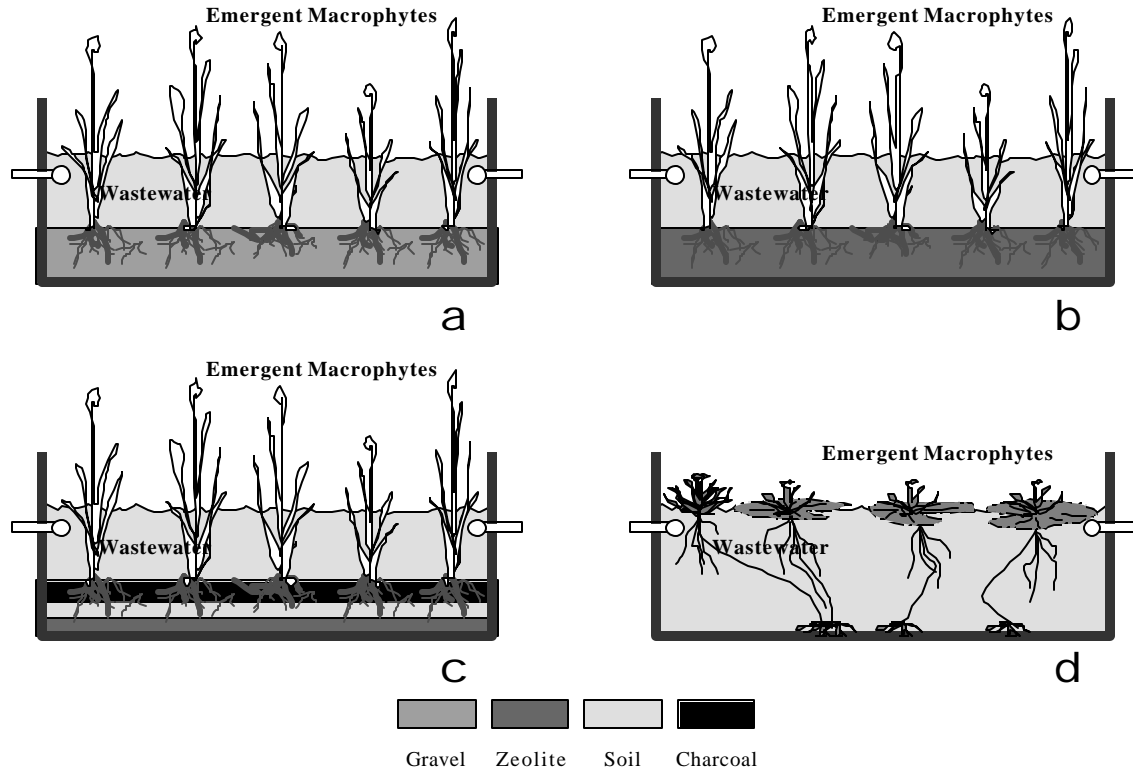 Emergent Macrophytes
Wastewater
a
Emergent Macrophytes
Wastewater
b
Emergent Macrophytes
Wastewater
c
Emergent Macrophytes
Wastewater
d
Gravel Zeolite Soil Charcoal